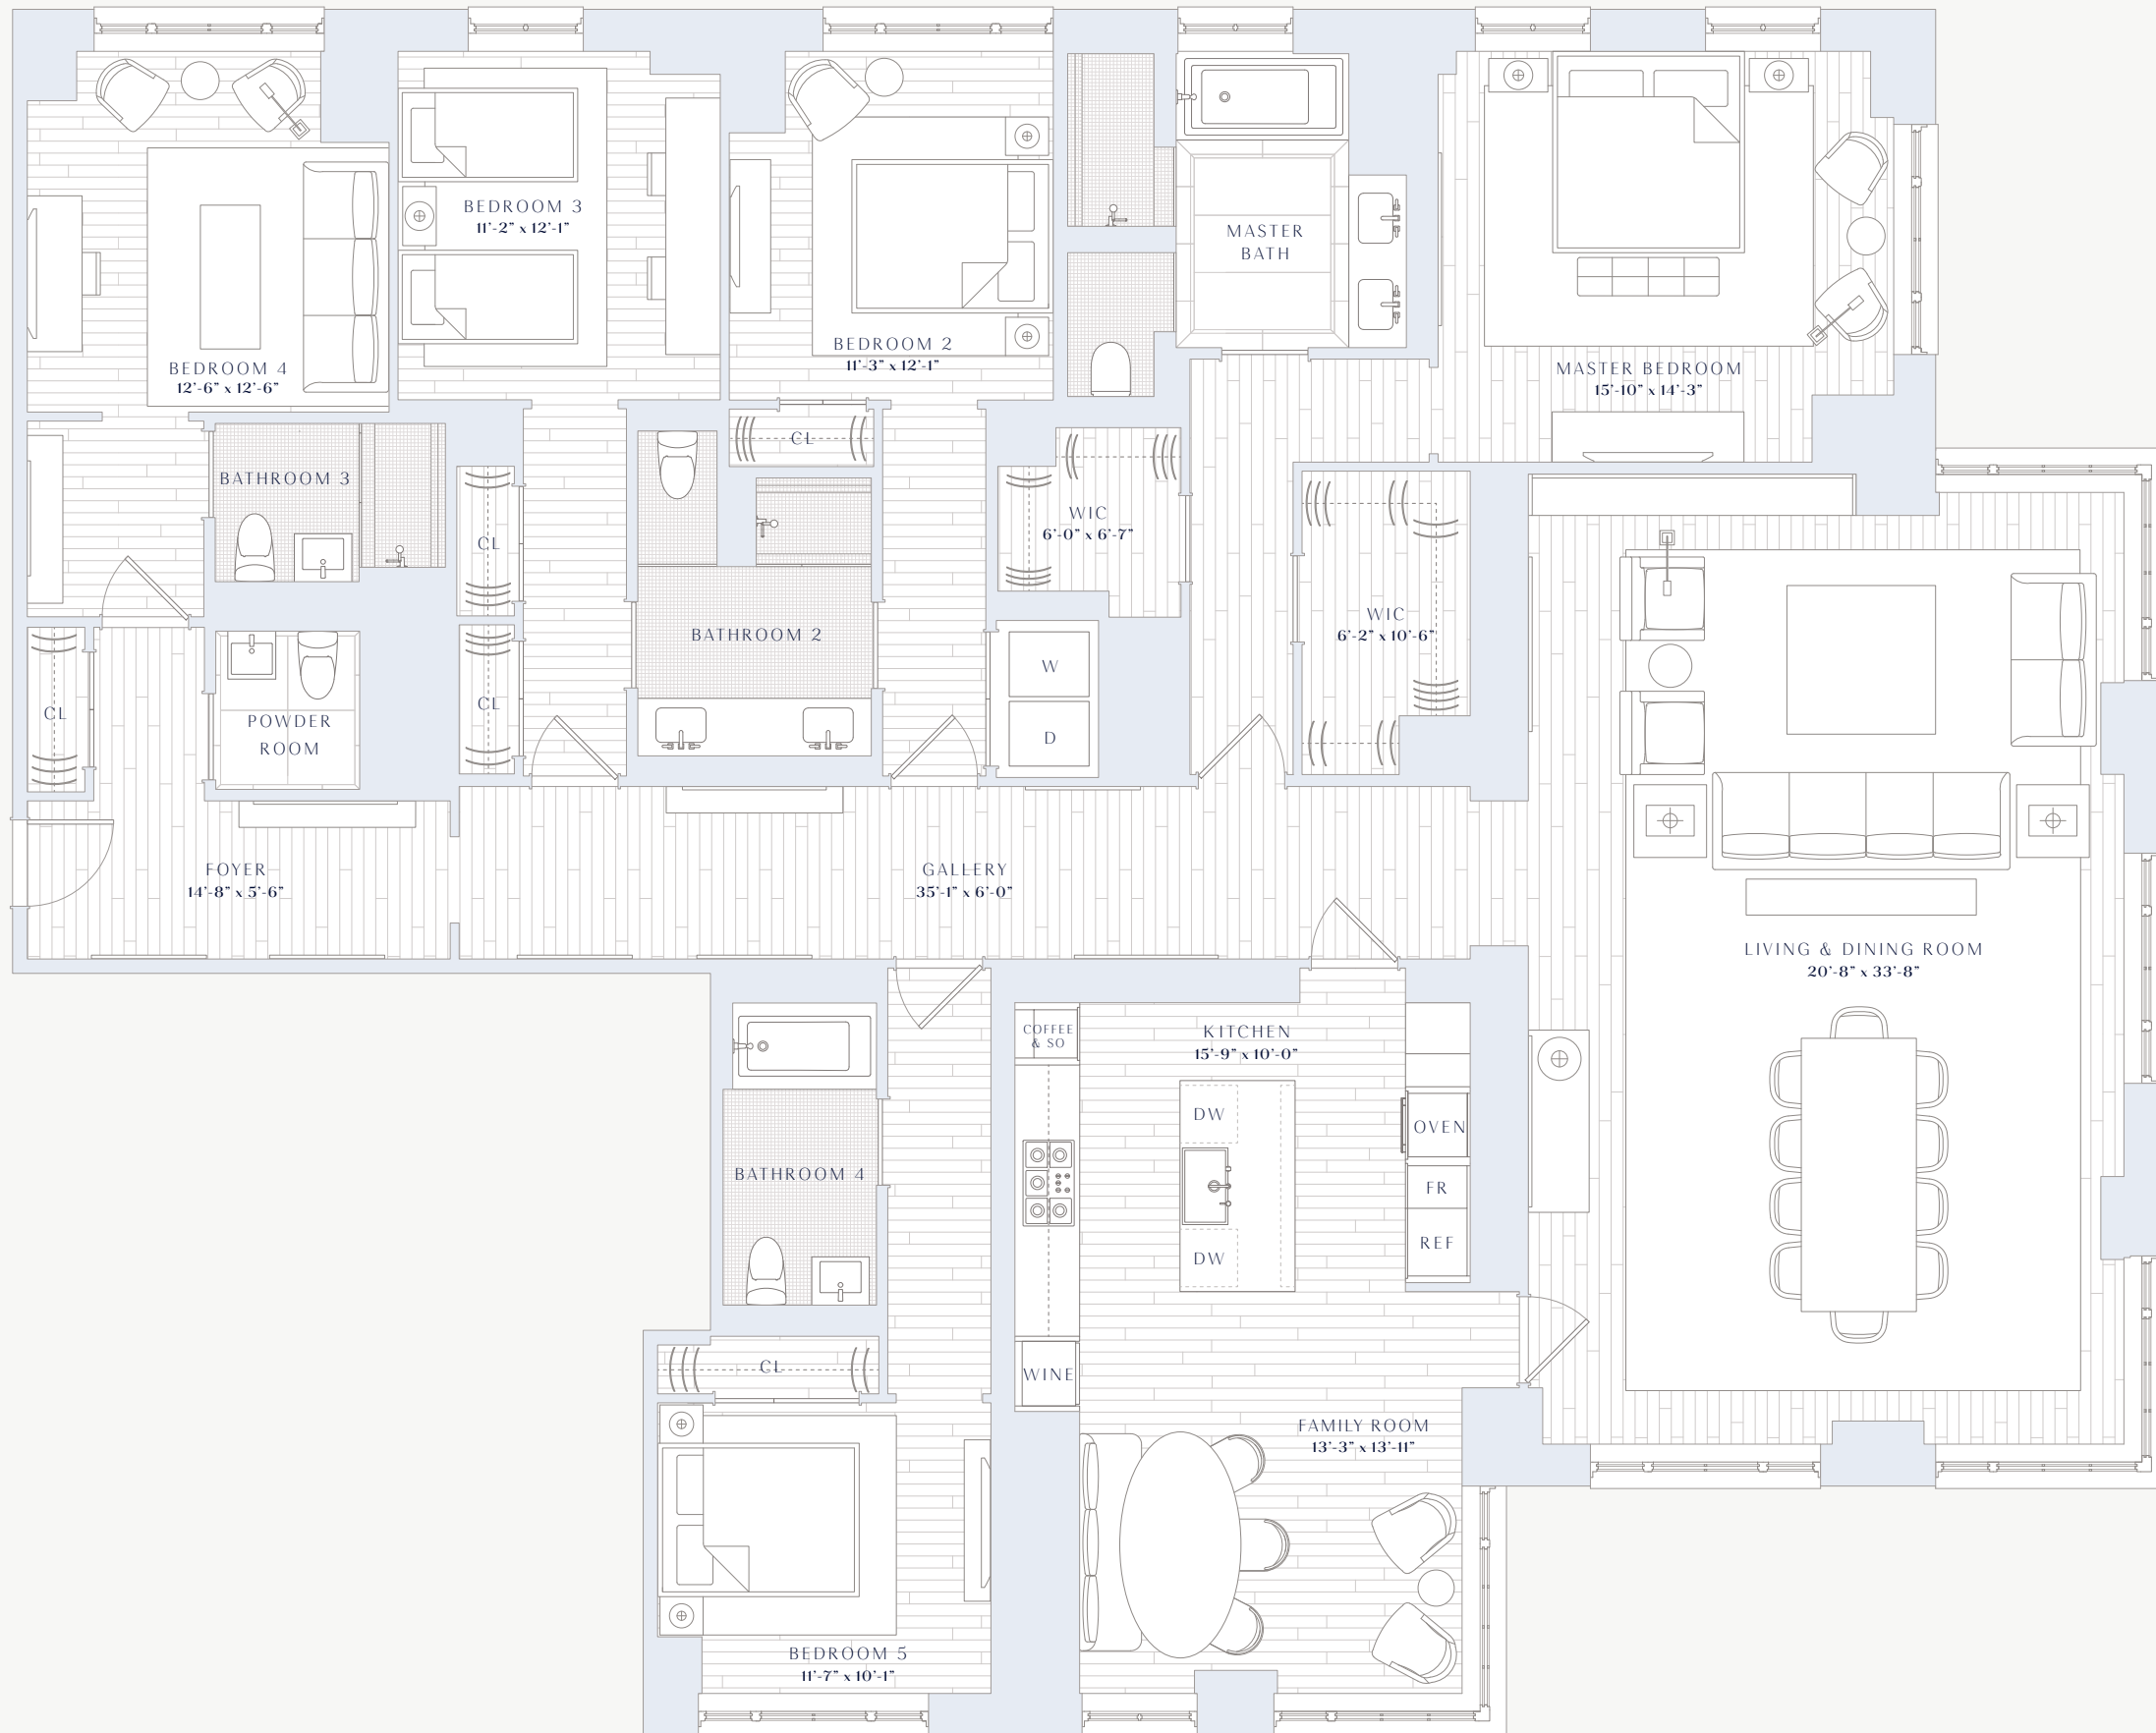 BEDROOM 3
11'-2" x 12'-1"
MASTER
BATH
BEDROOM 2
11'-3" x 12'-1"
BEDROOM 4
12'-6" x 12'-6"
MASTER BEDROOM
15'-10" x 14'-3"
CL
BATHROOM 3
CL
WIC
6'-0" x 6'-7"
WIC
6'-2" x 10'-6"
BATHROOM 2
W
D
CL
CL
POWDER
ROOM
FOYER
14'-8" x 5'-6"
GALLERY
35'-1" x 6'-0"
LIVING & DINING ROOM
20'-8" x 33'-8"
COFFEE
& SO
KITCHEN
15'-9" x 10'-0"
DW
OVEN
BATHROOM 4
FR
DW
REF
CL
WINE
FAMILY ROOM
13'-3" x 13'-11"
BEDROOM 5
11'-7" x 10'-1"